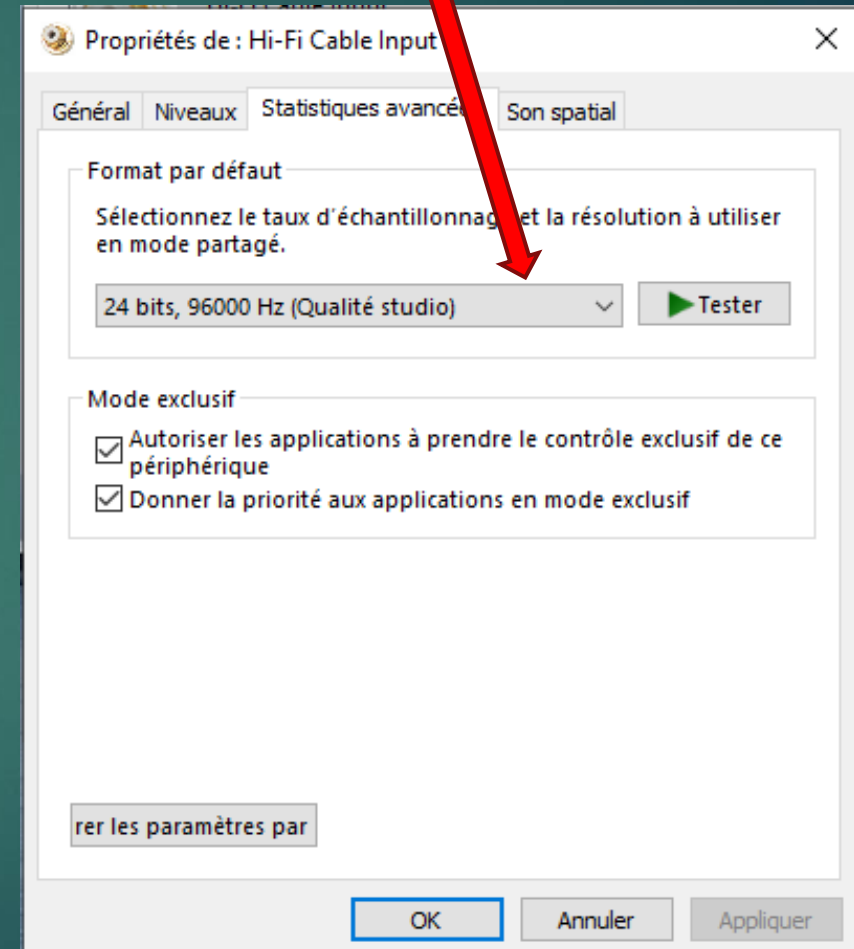 Propriétés de : Hi-Fi Cable Input
Général Niveaux Statistiques avancée Son spatial
Format par défaut
Sélectionnez le taux d'échantillonnag et la résolution à utiliser
en mode partagé.
24 bits, 96000 Hz (Qualité studio) Tester
Mode exclusif
Autoriser les applications à prendre le contrôle exclusif de ce
périphérique
Donner la priorité aux applications en mode exclusif
rer les paramètres par
OK Annuler Appliquer